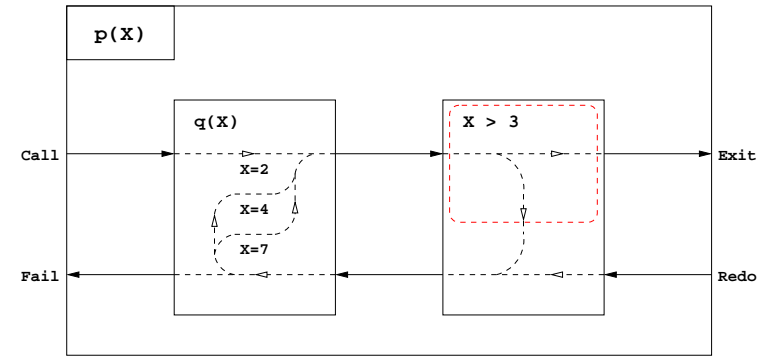 p(X)
q(X)
X > 3
Call
Exit
X=2
X=4
X=7
Fail
Redo